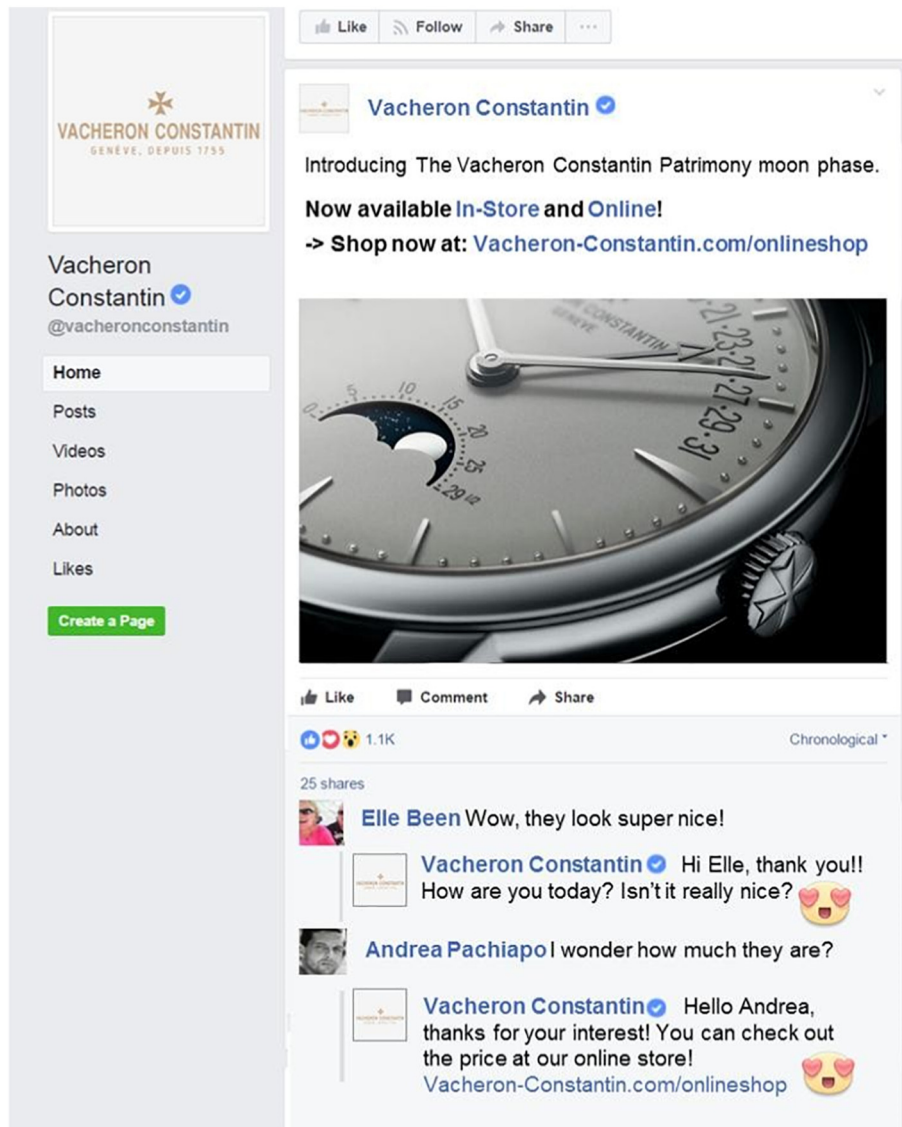 Like Follow Share ...
VACHERON CONSTANTIN
GENÈVE, DEPUIS 1755
Vacheron
Constantin
@vacheronconstantin
Home
Posts
Videos
Photos
About
Likes
Create a Page
Vacheron Constantin
Introducing The Vacheron Constantin Patrimony moon phase.
Now available In-Store and Online!
-> Shop now at: Vacheron-Constantin.com/onlineshop
CONSTANTIN
GENEVE
21·23·25·27·29·31
0 5 10 15 20 25 29 1/2
Like Comment Share
1.1K Chronological
25 shares
Elle Been Wow, they look super nice!
Vacheron Constantin Hi Elle, thank you!!
How are you today? Isn't it really nice?
Andrea Pachiapo I wonder how much they are?
Vacheron Constantin Hello Andrea,
thanks for your interest! You can check out
the price at our online store!
Vacheron-Constantin.com/onlineshop